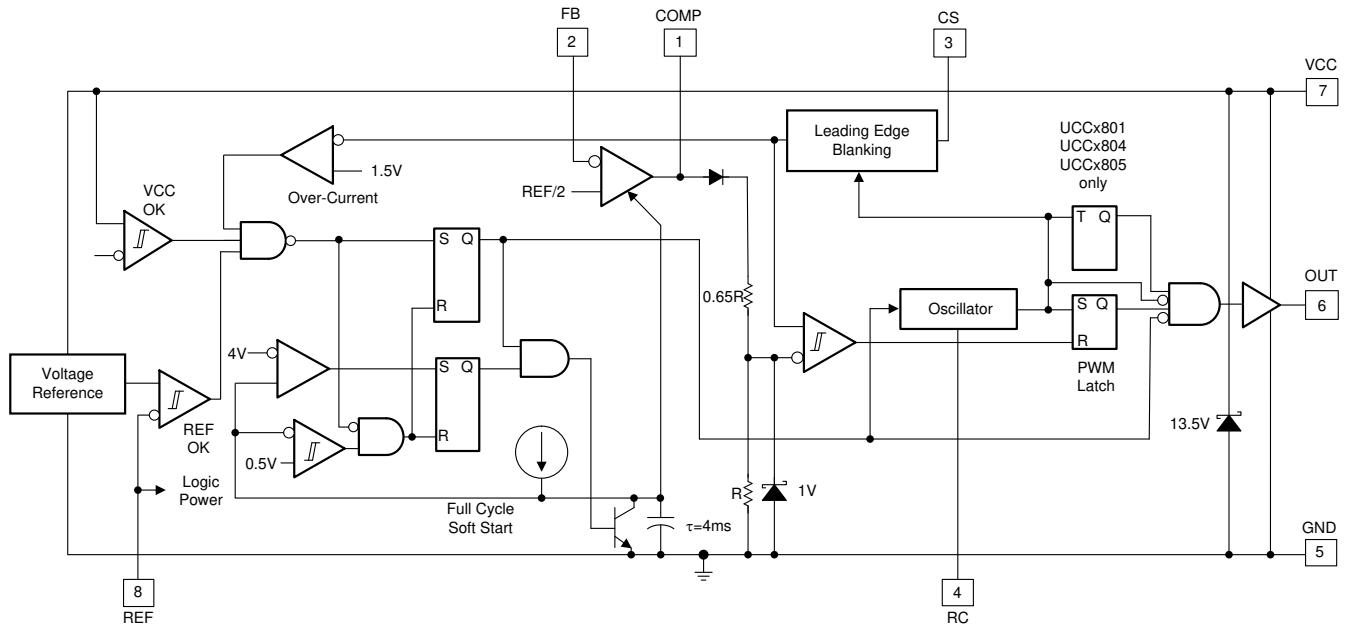 FB
2
COMP
1
CS
3
VCC
7
Leading Edge
Blanking
UCCx801
UCCx804
UCCx805
only
1.5V
Over-Current
VCC
OK
REF/2
T Q
S Q
R
0.65R
Oscillator
S Q
R
PWM
Latch
OUT
6
4V
S Q
R
Voltage
Reference
REF
OK
0.5V
13.5V
Logic
Power
Full Cycle
Soft Start
R
1V
τ=4ms
GND
5
8
REF
4
RC